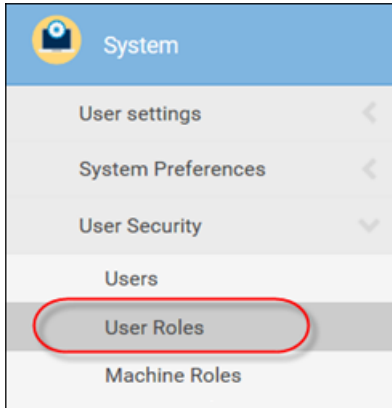 System
User settings
System Preferences
User Security
Users
User Roles
Machine Roles